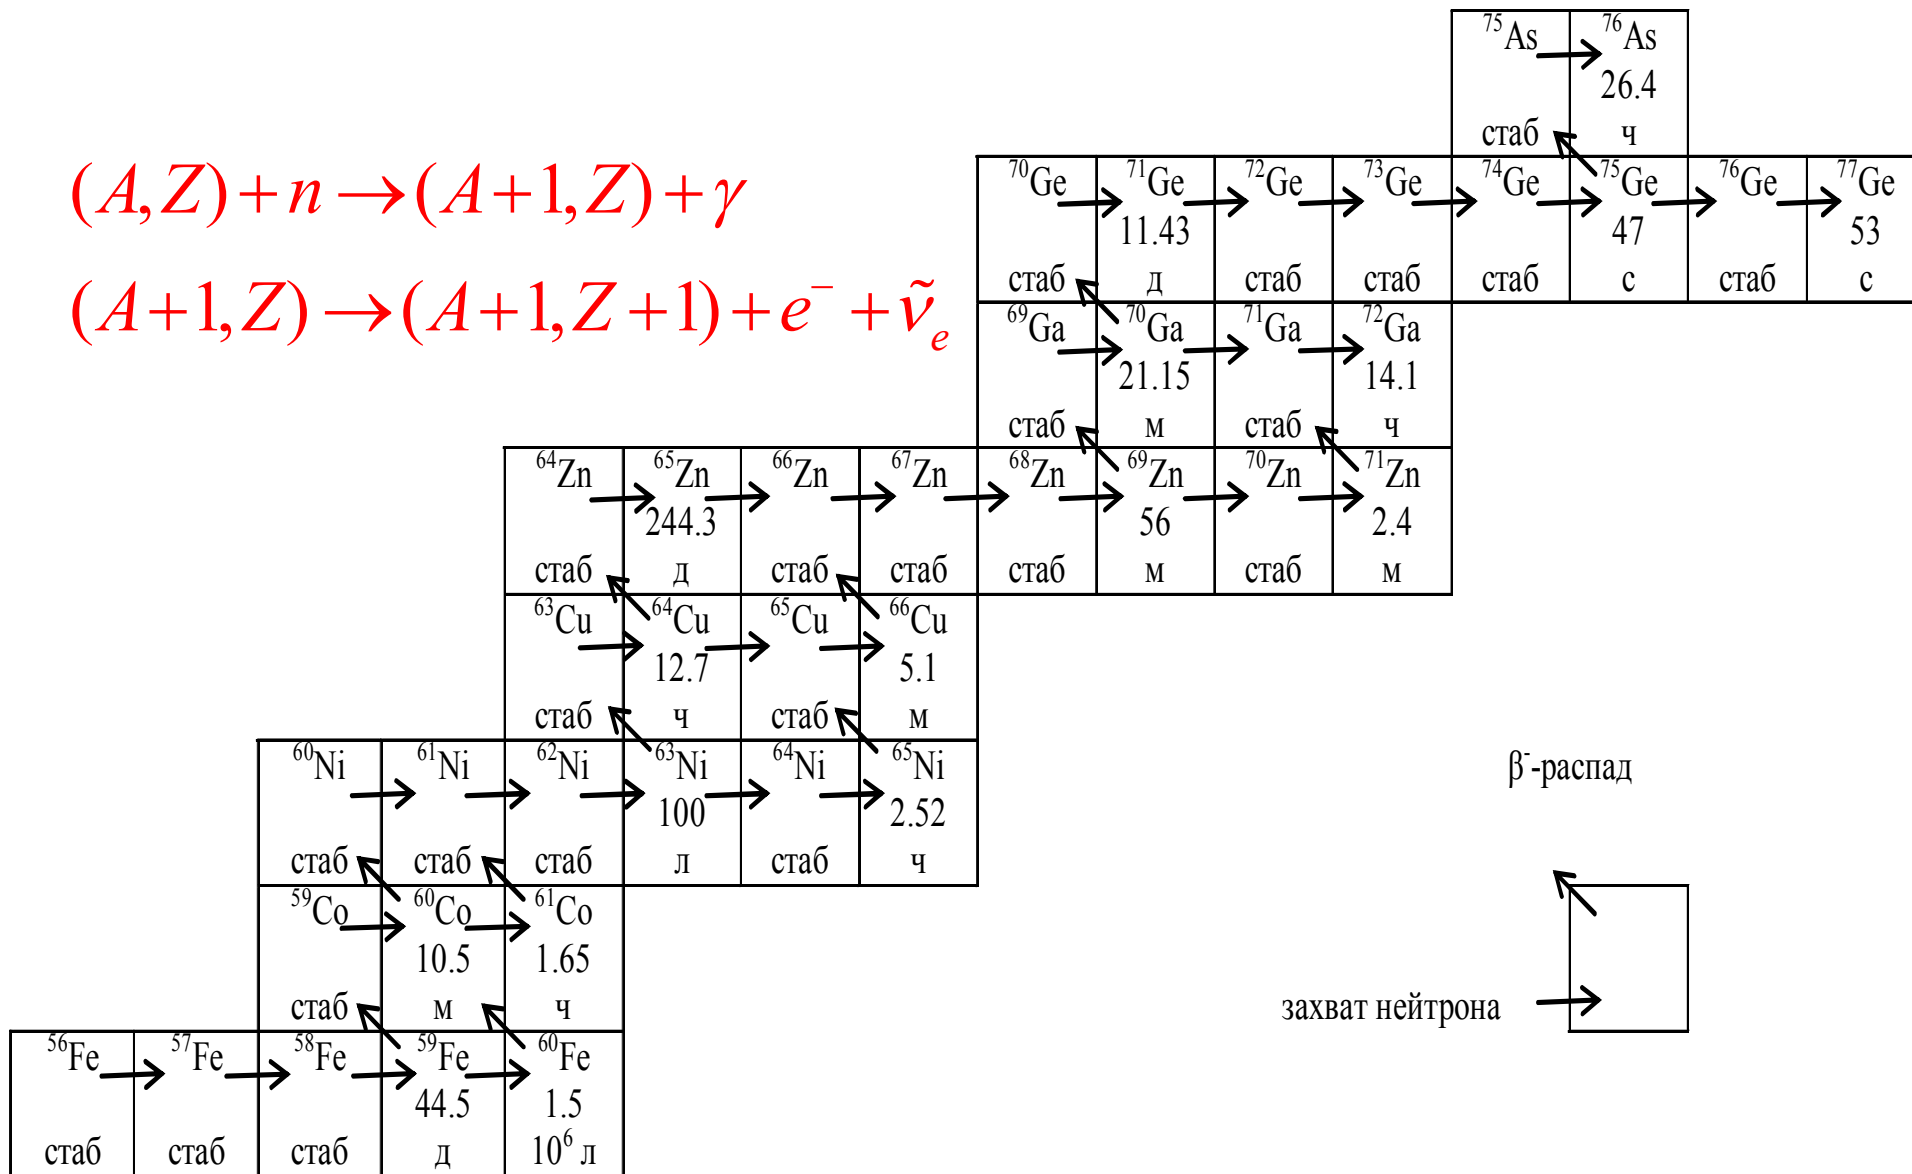 ⁷⁵As ⁷⁶As
26.4
стаб ч
(A,Z)+n→(A+1,Z)+γ
(A+1,Z)→(A+1,Z+1)+e⁻+ν̃ₑ
⁷⁰Ge ⁷¹Ge ⁷²Ge ⁷³Ge ⁷⁴Ge ⁷⁵Ge ⁷⁶Ge ⁷⁷Ge
11.43 47 53
стаб д стаб стаб стаб с стаб с
⁶⁹Ga ⁷⁰Ga ⁷¹Ga ⁷²Ga
21.15 14.1
стаб м стаб ч
⁶⁴Zn ⁶⁵Zn ⁶⁶Zn ⁶⁷Zn ⁶⁸Zn ⁶⁹Zn ⁷⁰Zn ⁷¹Zn
244.3 56 2.4
стаб д стаб стаб стаб м стаб м
⁶³Cu ⁶⁴Cu ⁶⁵Cu ⁶⁶Cu
12.7 5.1
стаб ч стаб м
⁶⁰Ni ⁶¹Ni ⁶²Ni ⁶³Ni ⁶⁴Ni ⁶⁵Ni
100 2.52
стаб стаб стаб л стаб ч
β⁻-распад
⁵⁹Co ⁶⁰Co ⁶¹Co
10.5 1.65
стаб м ч
захват нейтрона
⁵⁶Fe ⁵⁷Fe ⁵⁸Fe ⁵⁹Fe ⁶⁰Fe
44.5 1.5
стаб стаб стаб д 10⁶ л